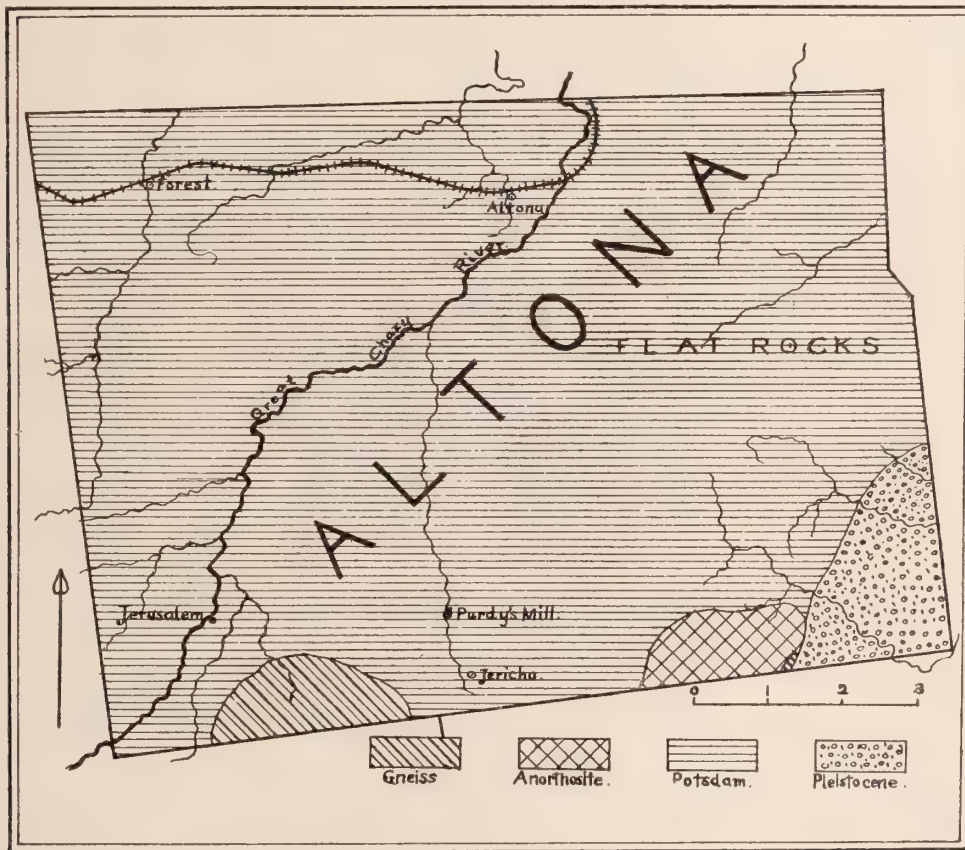 Forest.
Altona
River.
Chazy
Great
ALTONA
FLAT ROCKS
Jerusalem.
Purdy's Mill.
Jericho.
0 1 2 3
Gneiss
Anorthosite.
Potsdam.
Pleistocene.